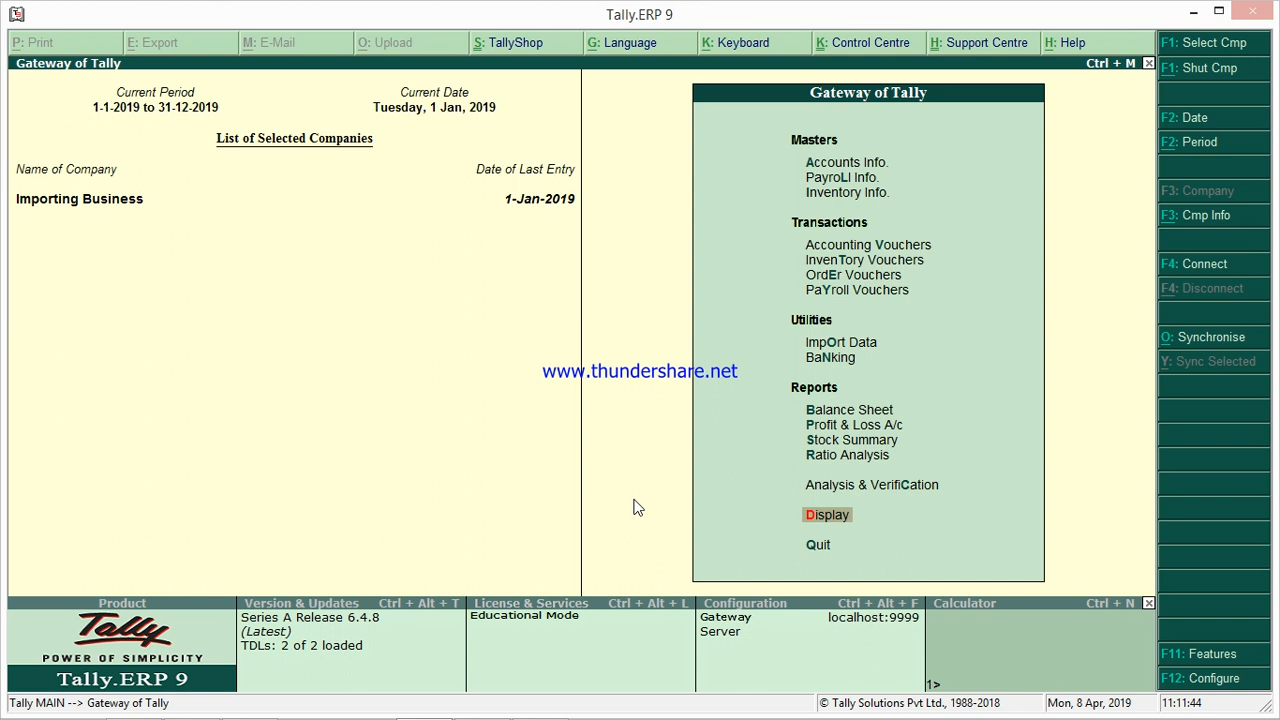 Tally.ERP 9
P: Print
E: Export
M: E-Mail
O: Upload
S: TallyShop
G: Language
K: Keyboard
K: Control Centre
H: Support Centre
H: Help
Gateway of Tally
Ctrl + M
Current Period
1-1-2019 to 31-12-2019
Current Date
Tuesday, 1 Jan, 2019
List of Selected Companies
Name of Company
Date of Last Entry
Importing Business
1-Jan-2019
Gateway of Tally
Masters
Accounts Info.
PayroLl Info.
Inventory Info.
Transactions
Accounting Vouchers
InvenTory Vouchers
OrdEr Vouchers
PaYroll Vouchers
Utilities
ImpOrt Data
BaNking
Reports
Balance Sheet
Profit & Loss A/c
Stock Summary
Ratio Analysis
Analysis & VerifiCation
Display
Quit
www.thundershare.net
F1: Select Cmp
F1: Shut Cmp
F2: Date
F2: Period
F3: Company
F3: Cmp Info
F4: Connect
F4: Disconnect
O: Synchronise
Y: Sync Selected
F11: Features
F12: Configure
Product
Tally
POWER OF SIMPLICITY
Tally.ERP 9
Version & Updates Ctrl + Alt + T
Series A Release 6.4.8
(Latest)
TDLs: 2 of 2 loaded
License & Services Ctrl + Alt + L
Educational Mode
Configuration Ctrl + Alt + F
Gateway localhost:9999
Server
Calculator Ctrl + N
1>
Tally MAIN --> Gateway of Tally
© Tally Solutions Pvt Ltd., 1988-2018
Mon, 8 Apr, 2019
11:11:44